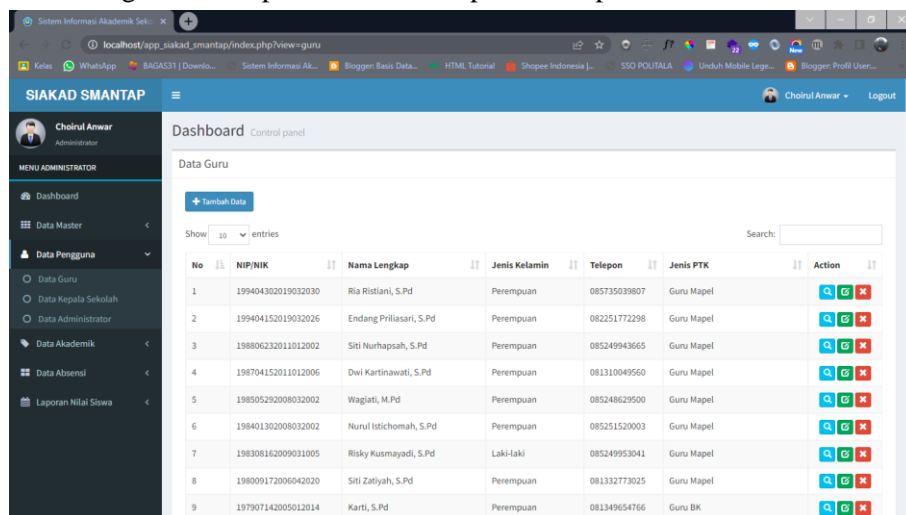 Sistem Informasi Akademik Seko
localhost/app_siakad_smantap/index.php?view=guru
Kelas WhatsApp BAGAS31 | Downlo... Sistem Informasi Ak... Blogger: Basis Data... HTML Tutorial Shopee Indonesia |... SSO POLITALA Unduh Mobile Lege... Blogger: Profil User:...
SIAKAD SMANTAP Choirul Anwar Logout
Choirul Anwar
Administrator
Dashboard Control panel
MENU ADMINISTRATOR
Data Guru
Dashboard
Tambah Data
Data Master
Show 10 entries Search:
Data Pengguna
Data Guru
Data Kepala Sekolah
Data Administrator
Data Akademik
Data Absensi
Laporan Nilai Siswa
No NIP/NIK Nama Lengkap Jenis Kelamin Telepon Jenis PTK Action
1 199404302019032030 Ria Ristiani, S.Pd Perempuan 085735039807 Guru Mapel
2 199404152019032026 Endang Priliasari, S.Pd Perempuan 082251772298 Guru Mapel
3 198806232011012002 Siti Nurhapsah, S.Pd Perempuan 085249943665 Guru Mapel
4 198704152011012006 Dwi Kartinawati, S.Pd Perempuan 081310049560 Guru Mapel
5 198505292008032002 Wagiati, M.Pd Perempuan 085248629500 Guru Mapel
6 198401302008032002 Nurul Istichomah, S.Pd Perempuan 085251520003 Guru Mapel
7 198308162009031005 Risky Kusmayadi, S.Pd Laki-laki 085249953041 Guru Mapel
8 198009172006042020 Siti Zatiyah, S.Pd Perempuan 081332773025 Guru Mapel
9 197907142005012014 Karti, S.Pd Perempuan 081349654766 Guru BK